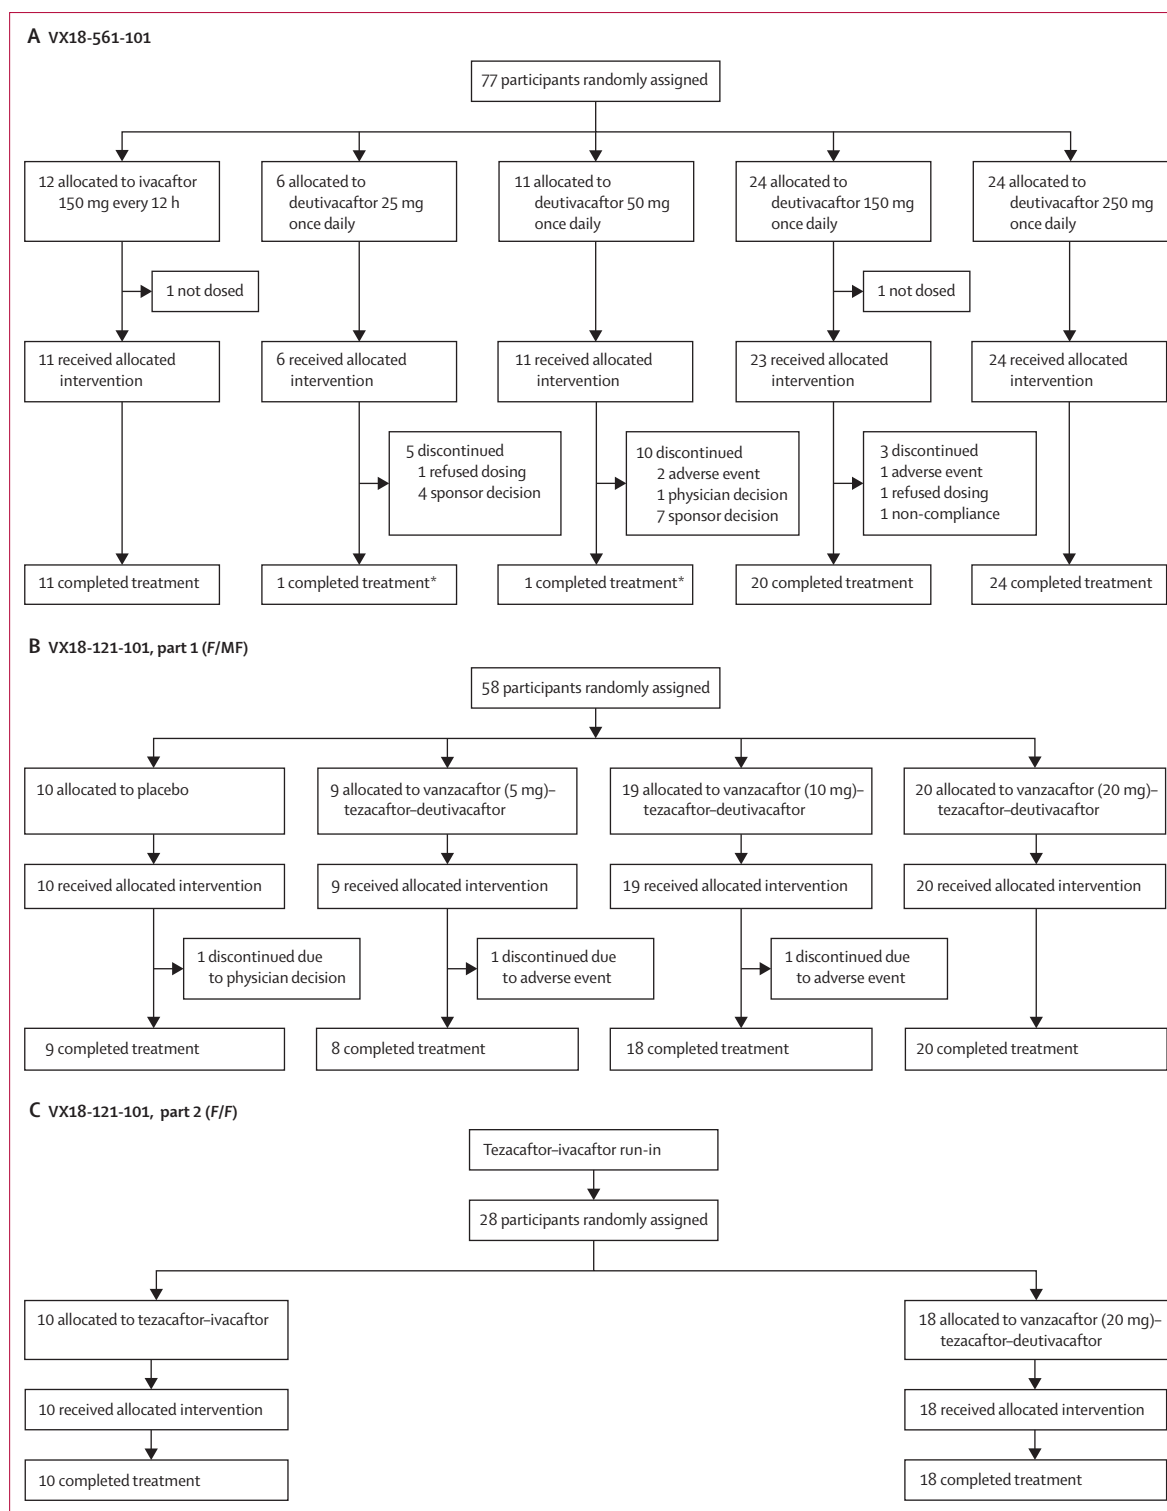 A VX18-561-101
77 participants randomly assigned
12 allocated to ivacaftor
150 mg every 12 h
6 allocated to
deutivacaftor 25 mg
once daily
11 allocated to
deutivacaftor 50 mg
once daily
24 allocated to
deutivacaftor 150 mg
once daily
24 allocated to
deutivacaftor 250 mg
once daily
1 not dosed
1 not dosed
11 received allocated
intervention
6 received allocated
intervention
11 received allocated
intervention
23 received allocated
intervention
24 received allocated
intervention
5 discontinued
1 refused dosing
4 sponsor decision
10 discontinued
2 adverse event
1 physician decision
7 sponsor decision
3 discontinued
1 adverse event
1 refused dosing
1 non-compliance
11 completed treatment
1 completed treatment*
1 completed treatment*
20 completed treatment
24 completed treatment
B VX18-121-101, part 1 (F/MF)
58 participants randomly assigned
10 allocated to placebo
9 allocated to vanzacaftor (5 mg)–
tezacaftor–deutivacaftor
19 allocated to vanzacaftor (10 mg)–
tezacaftor–deutivacaftor
20 allocated to vanzacaftor (20 mg)–
tezacaftor–deutivacaftor
10 received allocated intervention
9 received allocated intervention
19 received allocated intervention
20 received allocated intervention
1 discontinued due
to physician decision
1 discontinued due
to adverse event
1 discontinued due
to adverse event
9 completed treatment
8 completed treatment
18 completed treatment
20 completed treatment
C VX18-121-101, part 2 (F/F)
Tezacaftor–ivacaftor run-in
28 participants randomly assigned
10 allocated to tezacaftor–ivacaftor
18 allocated to vanzacaftor (20 mg)–
tezacaftor–deutivacaftor
10 received allocated intervention
18 received allocated intervention
10 completed treatment
18 completed treatment